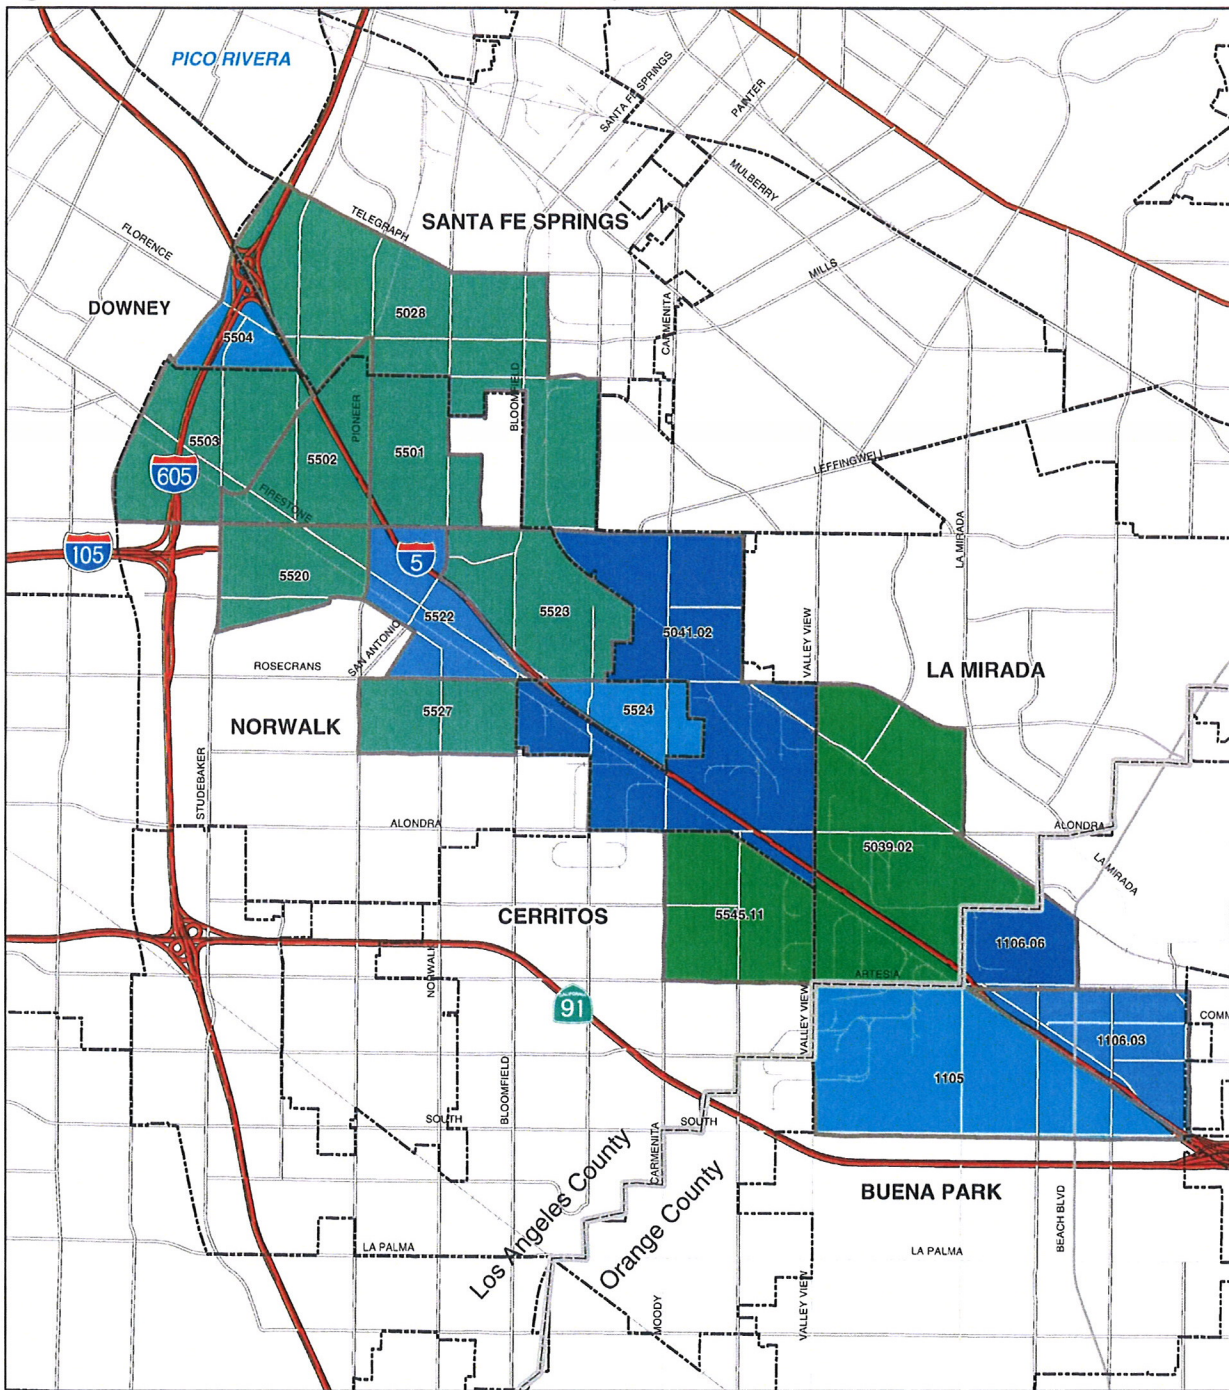 PICO RIVERA
SANTA FE SPRINGS
PAINTER
MULBERRY
TELEGRAPH
SANTA FE SPRINGS
FLORENCE
MILLS
DOWNEY
5028
CARMENITA
5504
BLOOMFIELD
PIONEER
5503
5502
5501
LEFFINGWELL
605
FIRESTONE
LA MIRADA
105
5
5520
5522
5523
5041.02
VALLEY VIEW
SAN ANTONIO
ROSECRANS
LA MIRADA
NORWALK
5527
5524
STUDEBAKER
ALONDRA
ALONDRA
5039.02
LA MIRADA
CERRITOS
5545.11
1106.06
NORWALK
ARTESIA
CALIFORNIA
91
VALLEY VIEW
COMM
1106.03
BLOOMFIELD
1105
SOUTH
SOUTH
CARMENITA
Los Angeles County
Orange County
BUENA PARK
BEACH BLVD
LA PALMA
LA PALMA
MOODY
VALLEY VIEW